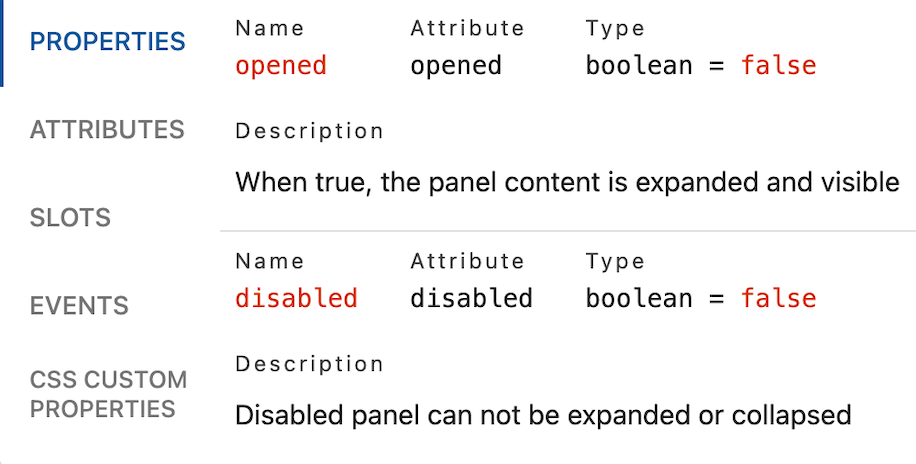 PROPERTIES
ATTRIBUTES
SLOTS
EVENTS
CSS CUSTOM
PROPERTIES
Name Attribute Type
opened opened boolean = false
Description
When true, the panel content is expanded and visible
Name Attribute Type
disabled disabled boolean = false
Description
Disabled panel can not be expanded or collapsed